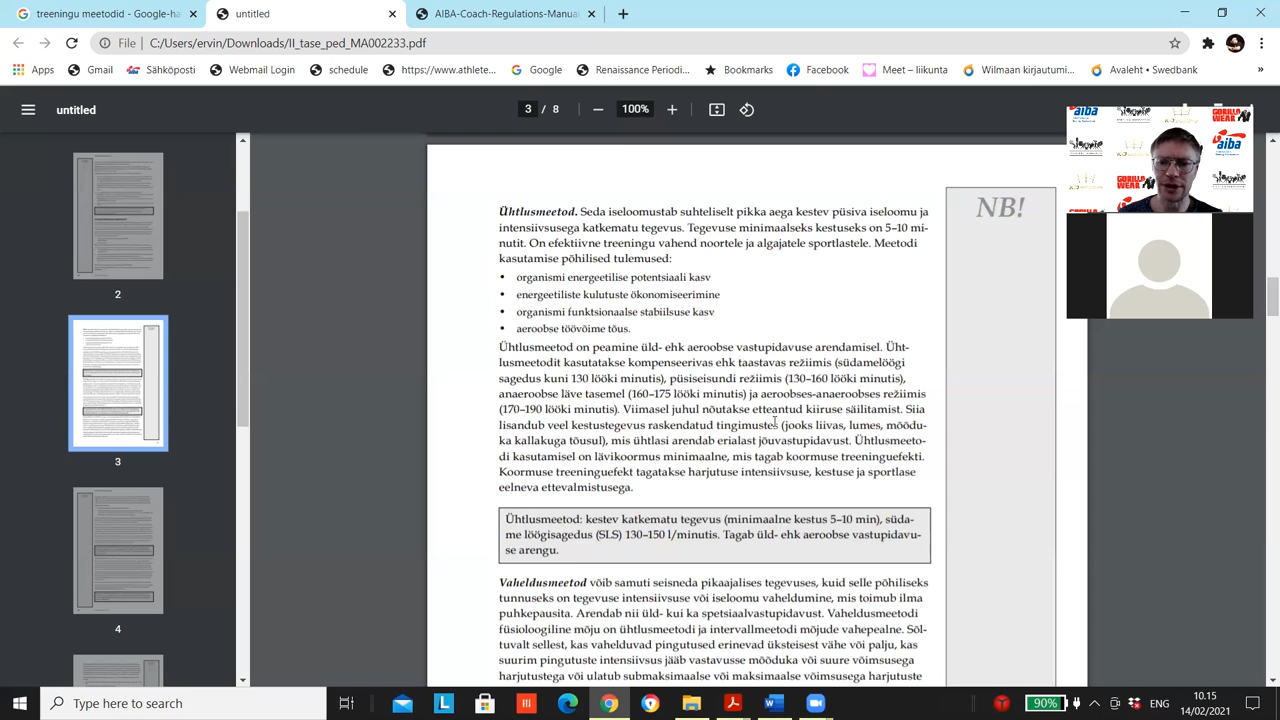 treeningu meetodid - Google-ha
untitled
AIBA-Coach-Regulations-Manua
File
C:/Users/ervin/Downloads/II_tase_ped_MA002233.pdf
Apps
Gmail
Sähköposti
Webmail Login
schedule
https://www.athlete...
Google
Renaissance Periodi...
Bookmarks
Facebook
Meet – liikunta
Wilmaan kirjautumi...
Avaleht • Swedbank
»
untitled
3 / 8
100%
aiba
GORILLA WEAR
aiba
GORILLA WEAR
2
3
4
NB!
Ühtlusmeetod. Seda iseloomustab suhteliselt pikka aega kestev püsiva iseloomu ja
intensiivsusega katkematu tegevus. Tegevuse minimaalseks kestuseks on 5–10 mi-
nutit. On efektiivne treeningu vahend noortele ja algajatele sportlastele. Meetodi
kasutamise põhilised tulemused:
• organismi energeetilise potentsiaali kasv
• energeetiliste kulutuste ökonomiseerimine
• organismi funktsionaalse stabiilsuse kasv
• aeroobse töövõime tõus.
Ühtlusmeetod on peamine üld- ehk aeroobse vastupidavuse arendamisel. Üht-
lusmeetodit kasutatakse kompenseerivas ehk taastavas režiimis (südamelöögi
sagedus kuni 130 lööki minutis), püsiseisundi režiimis (130–160 lööki minutis),
anaeroobse läve tasemel (160–175 lööki minutis) ja aeroobses-anaeroobses režiimis
(170–190 lööki minutis). Viimasel juhul nõutakse etteantud kiiruse säilitamist. Siia
lisandub veel kestustegevus raskendatud tingimustes (jooks liivas, lumes, mõõdu-
ka kallakuga tõusul), mis ühtlasi arendab erialast jõuvastupidavust. Ühtlusmeeto-
di kasutamisel on lävikoormus minimaalne, mis tagab koormuse treeninguefekti.
Koormuse treeninguefekt tagatakse harjutuse intensiivsuse, kestuse ja sportlase
eelneva ettevalmistusega.
Ühtlusmeetod: kestev katkematu tegevus (minimaalne kestus 5–10 min), süda-
me löögisagedus (SLS) 130–150 l/minutis. Tagab üld- ehk aeroobse vastupidavu-
se arengu.
Vaheldusmeetod võib samuti seisneda pikaajalises tegevuses, kuid selle põhiliseks
tunnuseks on tegevuse intensiivsuse või iseloomu vaheldumine, mis toimub ilma
puhkepausita. Arendab nii üld- kui ka spetsiaalvastupidavust. Vaheldusmeetodi
füsioloogiline mõju on ühtlusmeetodi ja intervallmeetodi mõjude vahepealne. Sõl-
tuvalt sellest, kas vahelduvad pingutused erinevad üksteisest vähe või palju, kas
suurim pingutuste intensiivsus jääb vastavusse mõõduka või suure võimsusega
harjutustega või ulatub submaksimaalse või maksimaalse võimsusega harjutuste
Type here to search
90%
ENG
10.15
14/02/2021